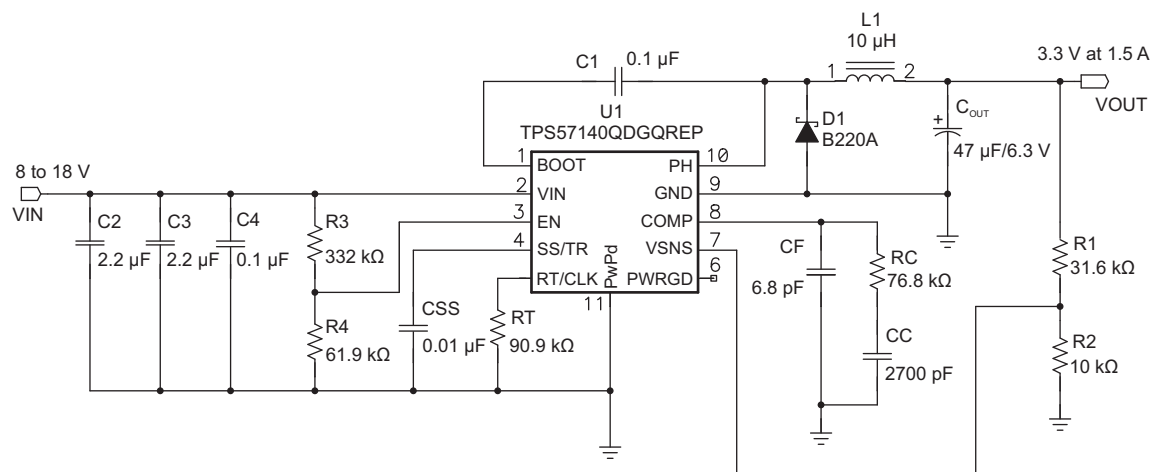 L1
10 µH
3.3 V at 1.5 A
C1
0.1 µF
1
2
VOUT
U1
TPS57140QDGQREP
D1
B220A
+
COUT
47 µF/6.3 V
8 to 18 V
VIN
1
BOOT
PH
10
2
VIN
GND
9
3
EN
COMP
8
4
SS/TR
VSNS
7
RT/CLK
PWRGD
6
PwPd
11
C2
2.2 µF
C3
2.2 µF
C4
0.1 µF
R3
332 kΩ
R4
61.9 kΩ
CSS
0.01 µF
RT
90.9 kΩ
CF
6.8 pF
RC
76.8 kΩ
CC
2700 pF
R1
31.6 kΩ
R2
10 kΩ